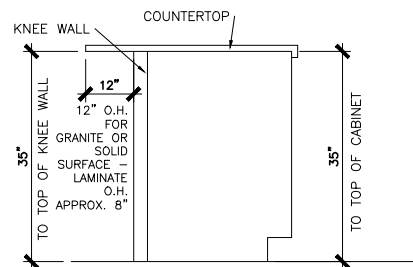 COUNTERTOP
KNEE WALL
12"
12" O.H.
FOR
GRANITE OR
SOLID
SURFACE –
LAMINATE
O.H.
APPROX. 8"
35"
TO TOP OF KNEE WALL
35"
TO TOP OF CABINET